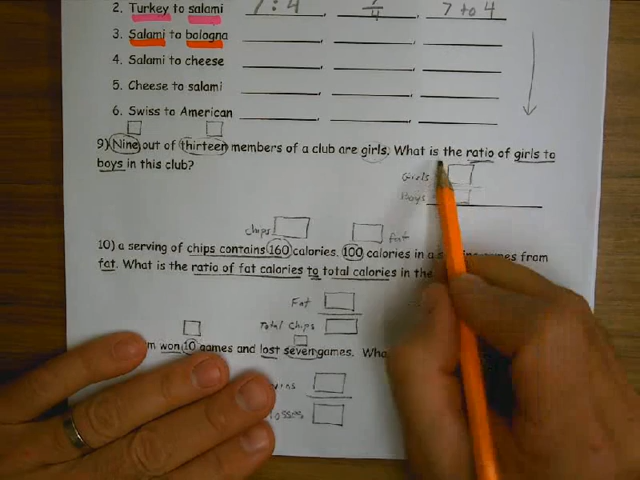 2. Turkey to salami 7 : 4 , 7/4 , 7 to 4
3. Salami to bologna
4. Salami to cheese
5. Cheese to salami
6. Swiss to American
9) Nine out of thirteen members of a club are girls. What is the ratio of girls to
boys in this club?
Girls
Boys
chips fat
10) a serving of chips contains 160 calories. 100 calories in a from
fat. What is the ratio of fat calories to total calories in the
Fat
Total Chips
won 10 games and lost seven games.